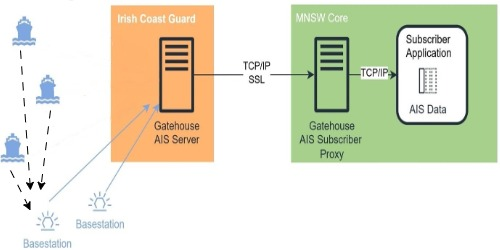 Irish Coast Guard
MNSW Core
Subscriber
Application
TCP/IP
SSL
TCP/IP
AIS Data
Gatehouse
AIS Server
Gatehouse
AIS Subscriber
Proxy
Basestation
Basestation